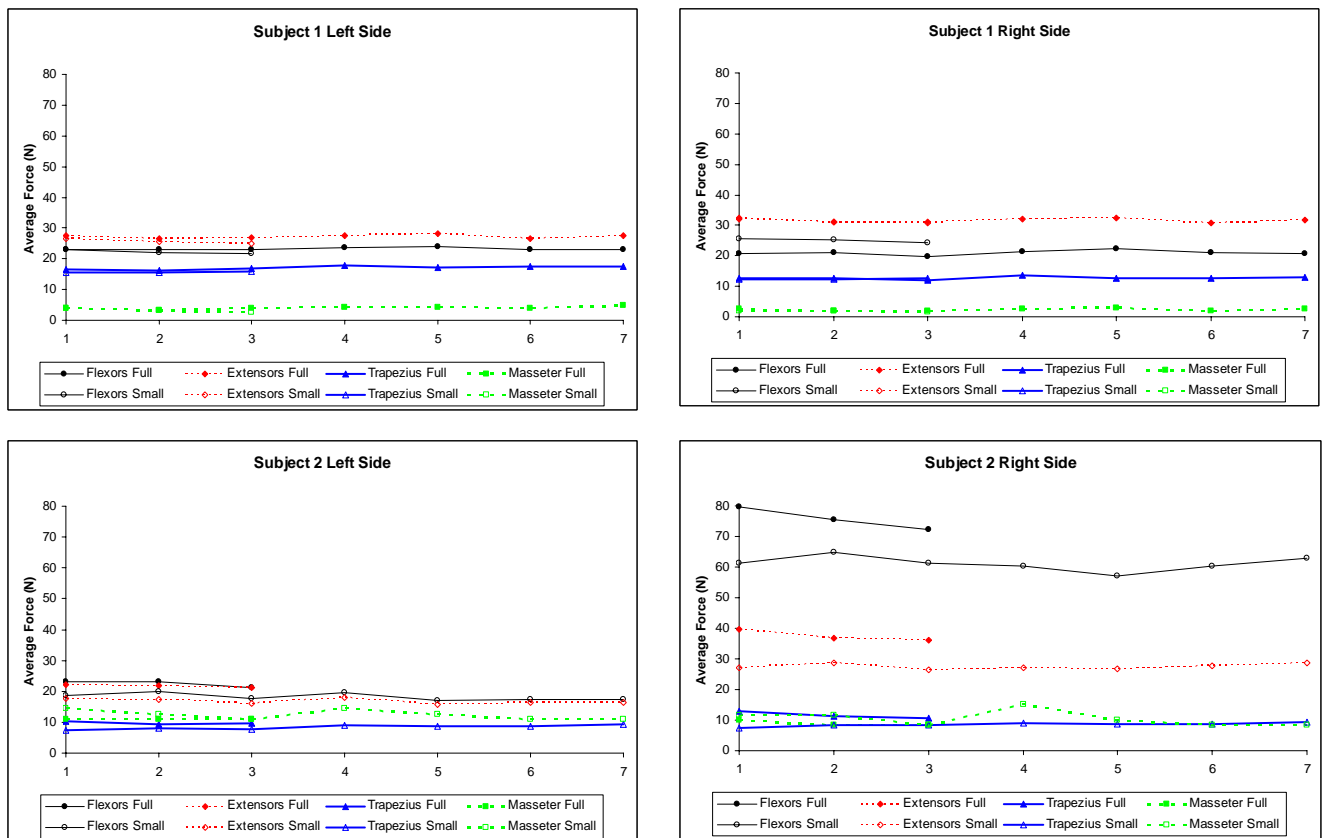 Subject 1 Left Side
Average Force (N)
80
70
60
50
40
30
20
10
0
1 2 3 4 5 6 7
Flexors Full Extensors Full Trapezius Full Masseter Full
Flexors Small Extensors Small Trapezius Small Masseter Small
Subject 1 Right Side
Average Force (N)
80
70
60
50
40
30
20
10
0
1 2 3 4 5 6 7
Flexors Full Extensors Full Trapezius Full Masseter Full
Flexors Small Extensors Small Trapezius Small Masseter Small
Subject 2 Left Side
Average Force (N)
80
70
60
50
40
30
20
10
0
1 2 3 4 5 6 7
Flexors Full Extensors Full Trapezius Full Masseter Full
Flexors Small Extensors Small Trapezius Small Masseter Small
Subject 2 Right Side
Average Force (N)
80
70
60
50
40
30
20
10
0
1 2 3 4 5 6 7
Flexors Full Extensors Full Trapezius Full Masseter Full
Flexors Small Extensors Small Trapezius Small Masseter Small